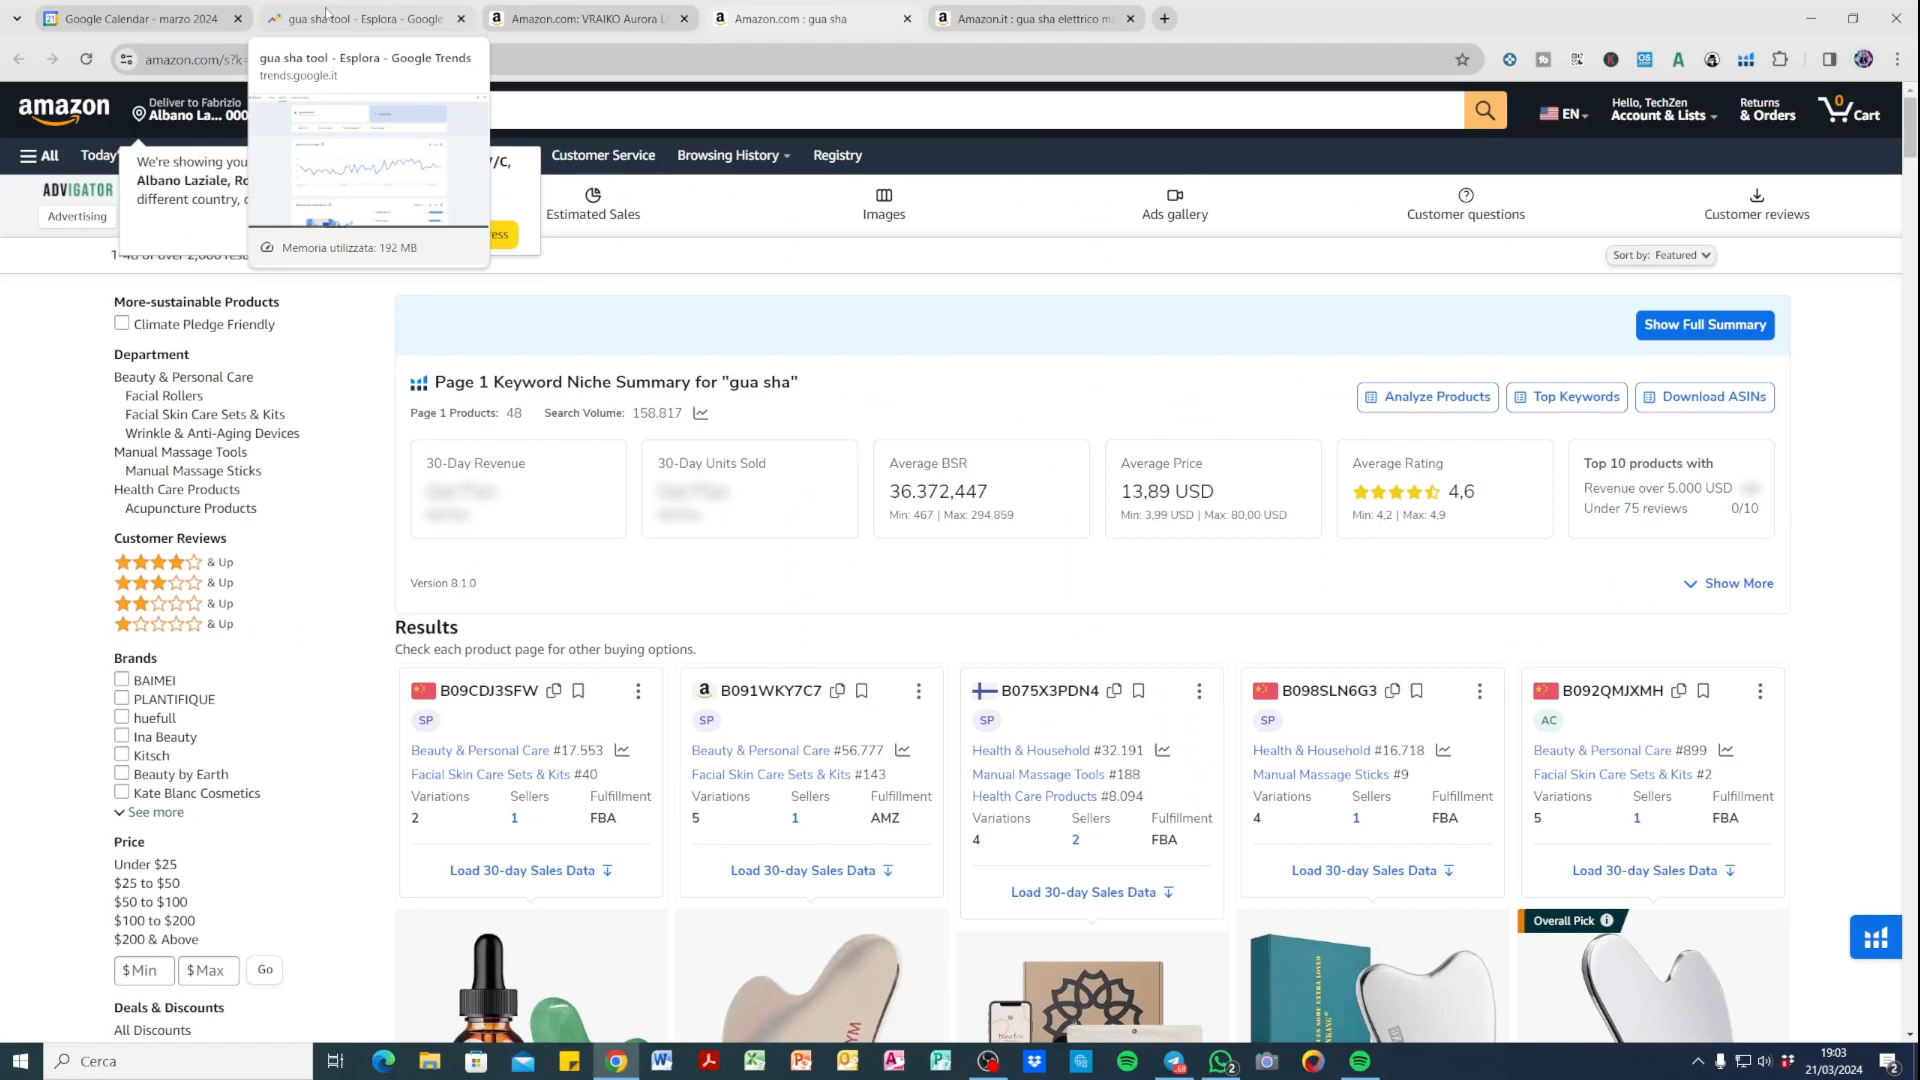 Google Calendar - marzo 2024
gua sha tool - Esplora - Google
Amazon.com: VRAIKO Aurora L
Amazon.com : gua sha
Amazon.it : gua sha elettrico m
amazon.com/s?k=
gua sha tool - Esplora - Google Trends
trends.google.it
Memoria utilizzata: 192 MB
amazon
Deliver to Fabrizio
Albano La... 000
EN
Hello, TechZen
Account & Lists
Returns
& Orders
0
Cart
All
Today'
Customer Service
Browsing History
Registry
We're showing you
Albano Laziale, Ro
different country, c
ADVIGATOR
Advertising
Estimated Sales
Images
Ads gallery
Customer questions
Customer reviews
Sort by: Featured
More-sustainable Products
Climate Pledge Friendly
Department
Beauty & Personal Care
Facial Rollers
Facial Skin Care Sets & Kits
Wrinkle & Anti-Aging Devices
Manual Massage Tools
Manual Massage Sticks
Health Care Products
Acupuncture Products
Customer Reviews
& Up
& Up
& Up
& Up
Brands
BAIMEI
PLANTIFIQUE
huefull
Ina Beauty
Kitsch
Beauty by Earth
Kate Blanc Cosmetics
See more
Price
Under $25
$25 to $50
$50 to $100
$100 to $200
$200 & Above
$ Min
$ Max
Go
Deals & Discounts
All Discounts
Show Full Summary
Page 1 Keyword Niche Summary for "gua sha"
Page 1 Products: 48 Search Volume: 158.817
Analyze Products
Top Keywords
Download ASINs
30-Day Revenue
30-Day Units Sold
Average BSR
36.372,447
Min: 467 | Max: 294.859
Average Price
13,89 USD
Min: 3,99 USD | Max: 80,00 USD
Average Rating
4,6
Min: 4,2 | Max: 4,9
Top 10 products with
Revenue over 5.000 USD
Under 75 reviews 0/10
Version 8.1.0
Show More
Results
Check each product page for other buying options.
B09CDJ3SFW
SP
Beauty & Personal Care #17.553
Facial Skin Care Sets & Kits #40
Variations Sellers Fulfillment
2 1 FBA
Load 30-day Sales Data
B091WKY7C7
SP
Beauty & Personal Care #56.777
Facial Skin Care Sets & Kits #143
Variations Sellers Fulfillment
5 1 AMZ
Load 30-day Sales Data
B075X3PDN4
SP
Health & Household #32.191
Manual Massage Tools #188
Health Care Products #8.094
Variations Sellers Fulfillment
4 2 FBA
Load 30-day Sales Data
B098SLN6G3
SP
Health & Household #16.718
Manual Massage Sticks #9
Variations Sellers Fulfillment
4 1 FBA
Load 30-day Sales Data
B092QMJXMH
AC
Beauty & Personal Care #899
Facial Skin Care Sets & Kits #2
Variations Sellers Fulfillment
5 1 FBA
Load 30-day Sales Data
Overall Pick
Cerca
19:03
21/03/2024